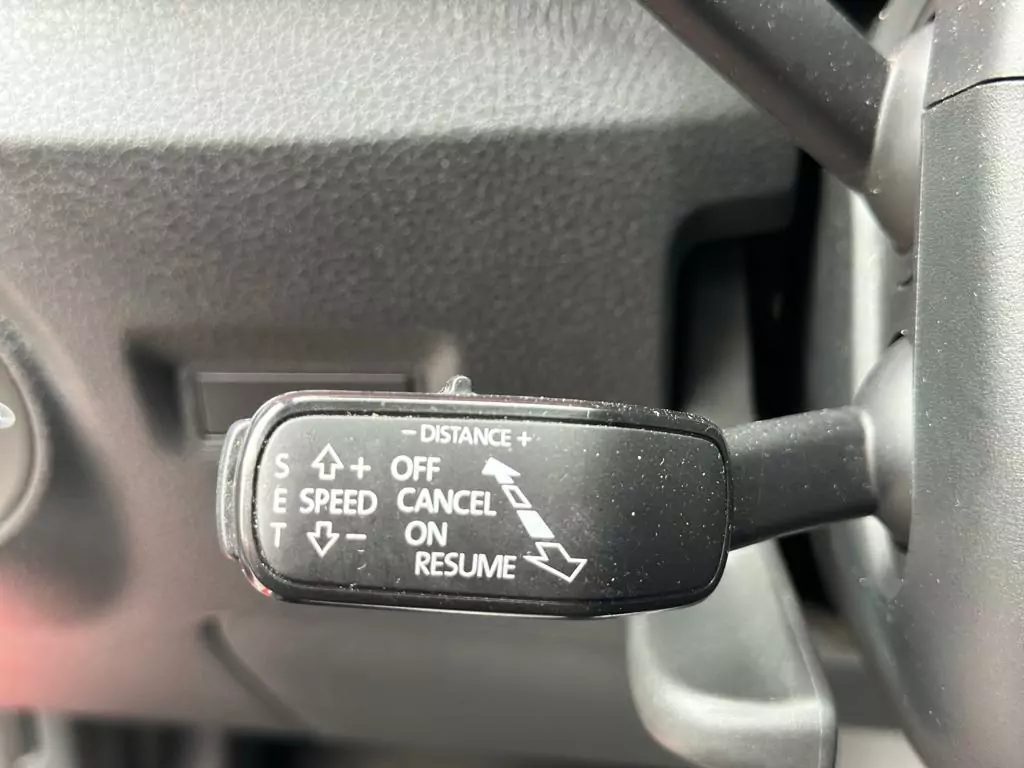 – DISTANCE +
S + OFF
E SPEED CANCEL
T – ON
RESUME